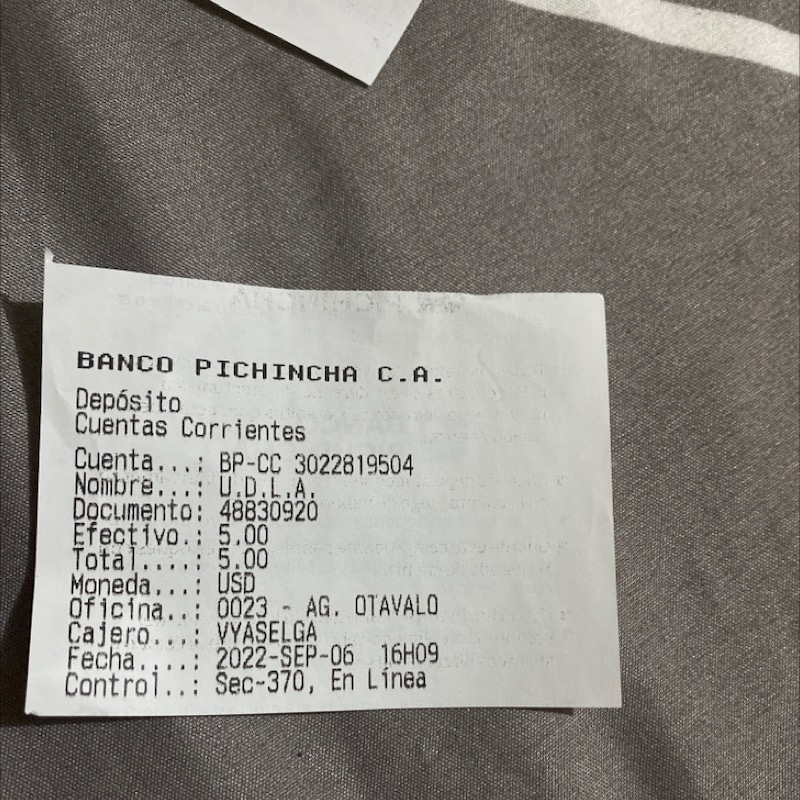 BANCO PICHINCHA C.A.
Depósito
Cuentas Corrientes
Cuenta...: BP-CC 3022819504
Nombre...: U.D.L.A.
Documento: 48830920
Efectivo.: 5.00
Total....: 5.00
Moneda...: USD
Oficina..: 0023 - AG. OTAVALO
Cajero...: VYASELGA
Fecha....: 2022-SEP-06 16H09
Control..: Sec-370, En Línea